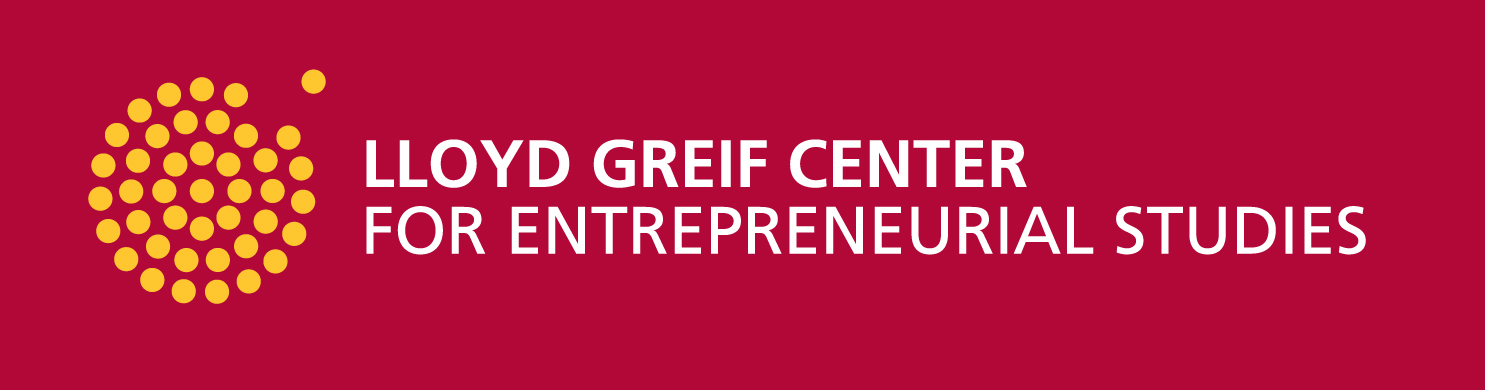 LLOYD GREIF CENTER
FOR ENTREPRENEURIAL STUDIES